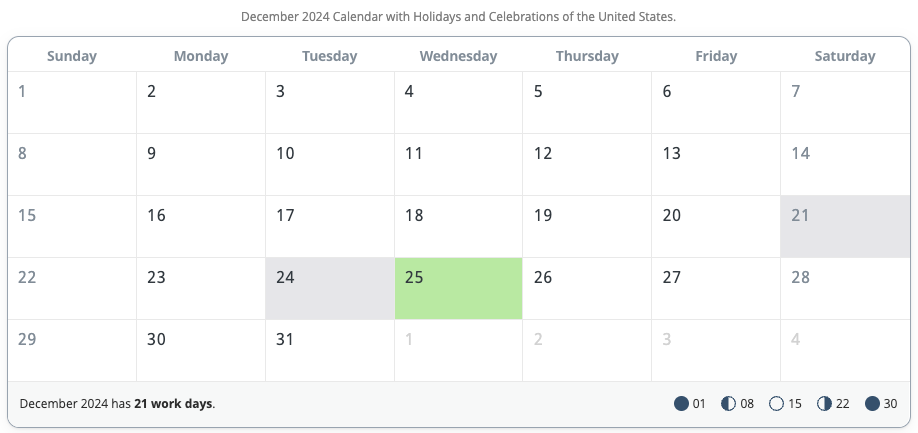 December 2024 Calendar with Holidays and Celebrations of the United States.
Sunday Monday Tuesday Wednesday Thursday Friday Saturday
1 2 3 4 5 6 7
8 9 10 11 12 13 14
15 16 17 18 19 20 21
22 23 24 25 26 27 28
29 30 31 1 2 3 4
December 2024 has 21 work days. 01 08 15 22 30